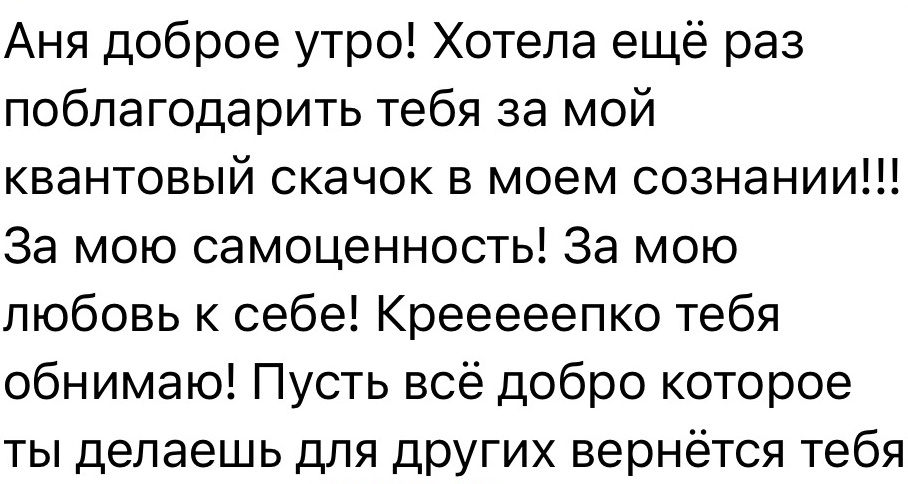 Аня доброе утро! Хотела ещё раз
поблагодарить тебя за мой
квантовый скачок в моем сознании!!!
За мою самоценность! За мою
любовь к себе! Креееееепко тебя
обнимаю! Пусть всё добро которое
ты делаешь для других вернётся тебя